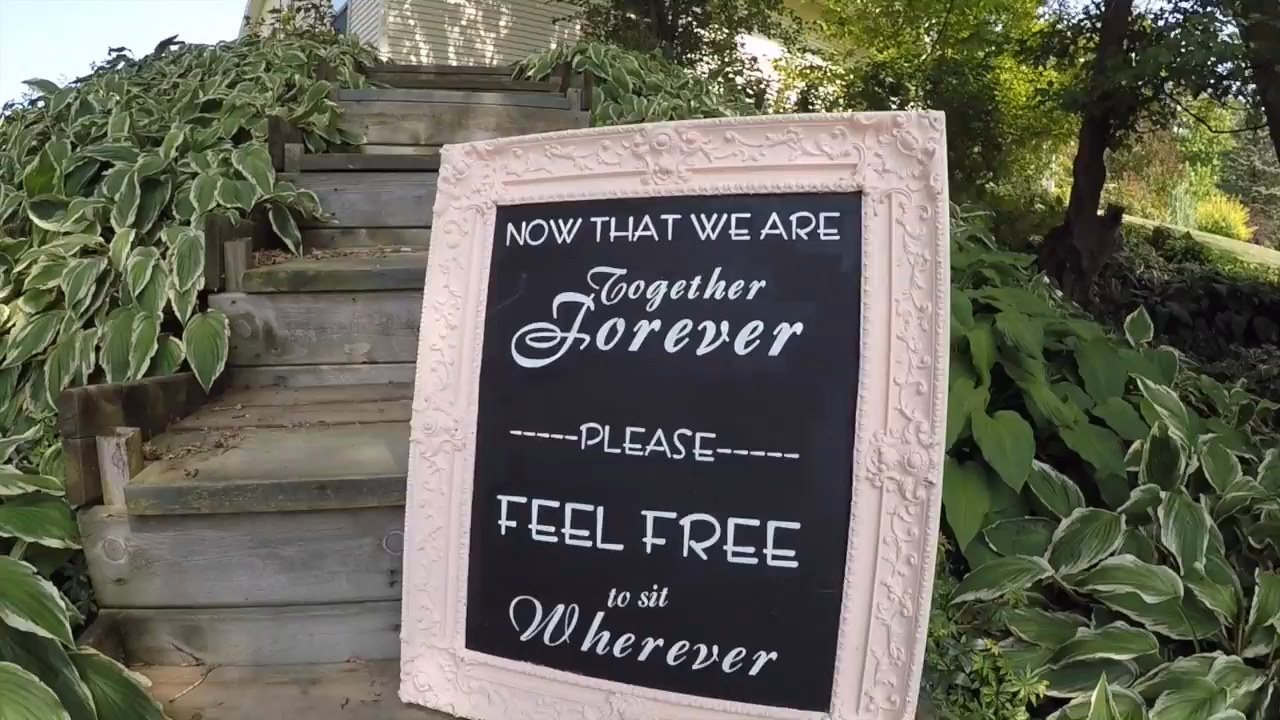 NOW THAT WE ARE
Together
Forever
-----PLEASE-----
FEEL FREE
to sit
Wherever